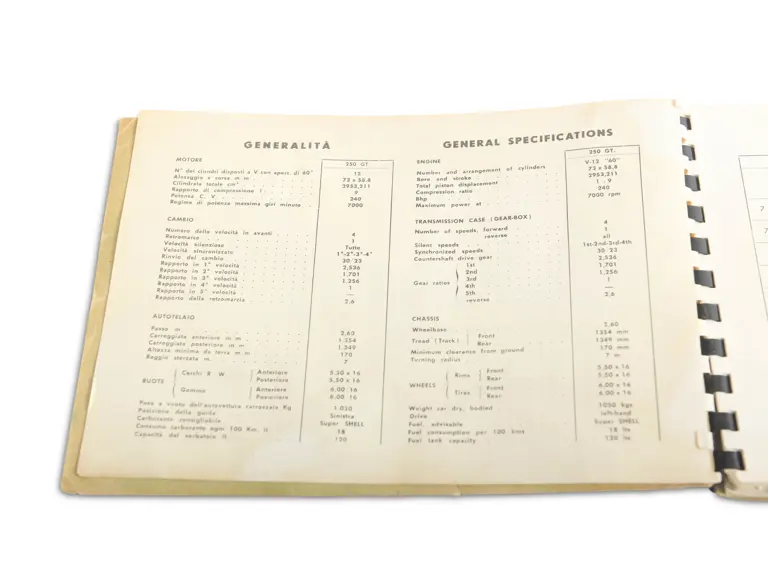 GENERALITÀ
250 GT.
MOTORE
N° dei cilindri disposti a V con apert. di 60° 12
Alesaggio e corsa m m 73 x 58,8
Cilindrata totale cm³ 2953,211
Rapporto di compressione 1 : 9
Potenza C. V. 240
Regime di potenza massima giri minuto 7000
CAMBIO
Numero delle velocità in avanti 4
Retromarce 1
Velocità silenziose Tutte
Velocità sincronizzate 1ª-2ª-3ª-4ª
Rinvio del cambio 30'23
Rapporto in 1ª velocità 2,536
Rapporto in 2ª velocità 1,701
Rapporto in 3ª velocità 1,256
Rapporto in 4ª velocità 1
Rapporto in 5ª velocità —
Rapporto della retromarcia 2,6
AUTOTELAIO
Passo m 2,60
Carreggiata anteriore m m 1.354
Carreggiata posteriore m m 1.349
Altezza minima da terra m m 170
Raggio sterzata m. 7
RUOTE
Cerchi R W Anteriore 5,50 x 16
Posteriore 5,50 x 16
Gomme Anteriore 6,00 16
Posteriore 6,00 16
Peso a vuoto dell'autovettura carrozzata Kg 1.050
Posizione della guida Sinistra
Carburante consigliabile Super SHELL
Consumo carburante ogni 100 Km. lt 18
Capacità del serbatoio lt 120
GENERAL SPECIFICATIONS
250 GT.
ENGINE
Number and arrangement of cylinders V-12 "60°
Bore and stroke 73 x 58,8
Total piston displacement 2953,211
Compression ratio 1 : 9
Bhp 240
Maximum power at 7000 rpm
TRANSMISSION CASE (GEAR-BOX)
Number of speeds, forward 4
reverse 1
Silent speeds all
Synchronized speeds 1st-2nd-3rd-4th
Countershaft drive gear 30'23
Gear ratios
1st 2,536
2nd 1,701
3rd 1,256
4th 1
5th —
reverse 2,6
CHASSIS
Wheelbase 2,60
Tread (Track) Front 1354 mm
Rear 1349 mm
Minimum clearance from ground 170 mm
Turning radius 7 m
WHEELS
Rims Front 5,50 x 16
Rear 5,50 x 16
Tires Front 6,00 x 16
Rear 6,00 x 16
Weight car dry, bodied 1050 kgs
Drive left-hand
Fuel, advisable Super SHELL
Fuel consumption per 100 kms 18 lts
Fuel tank capacity 120 lts
7
7